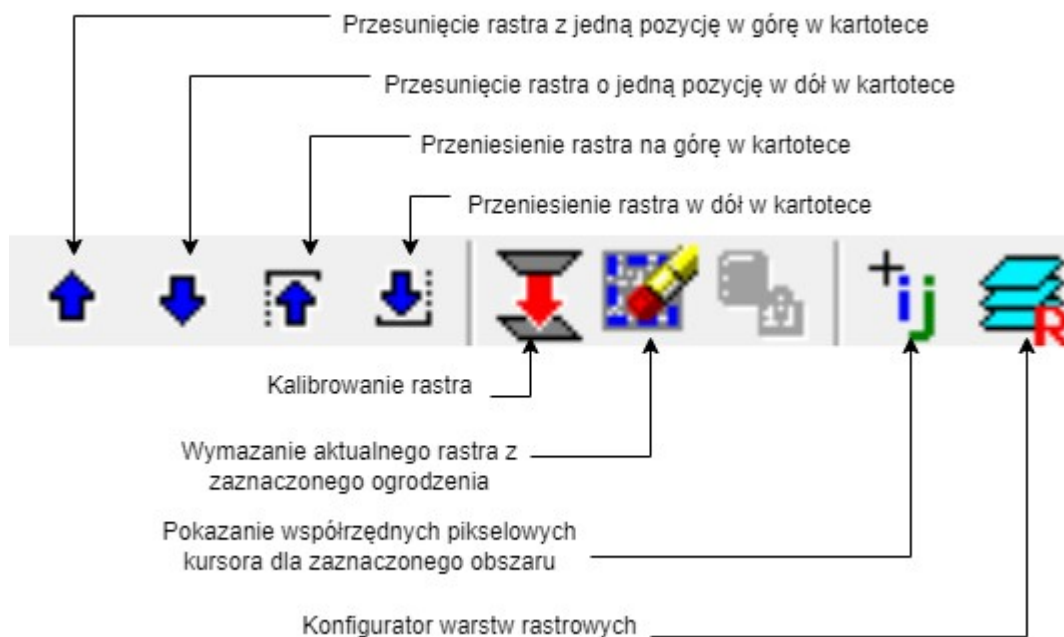 Przesunięcie rastra z jedną pozycję w górę w kartotece
Przesunięcie rastra o jedną pozycję w dół w kartotece
Przeniesienie rastra na górę w kartotece
Przeniesienie rastra w dół w kartotece
ij
R
Kalibrowanie rastra
Wymazanie aktualnego rastra z
zaznaczonego ogrodzenia
Pokazanie współrzędnych pikselowych
kursora dla zaznaczonego obszaru
Konfigurator warstw rastrowych